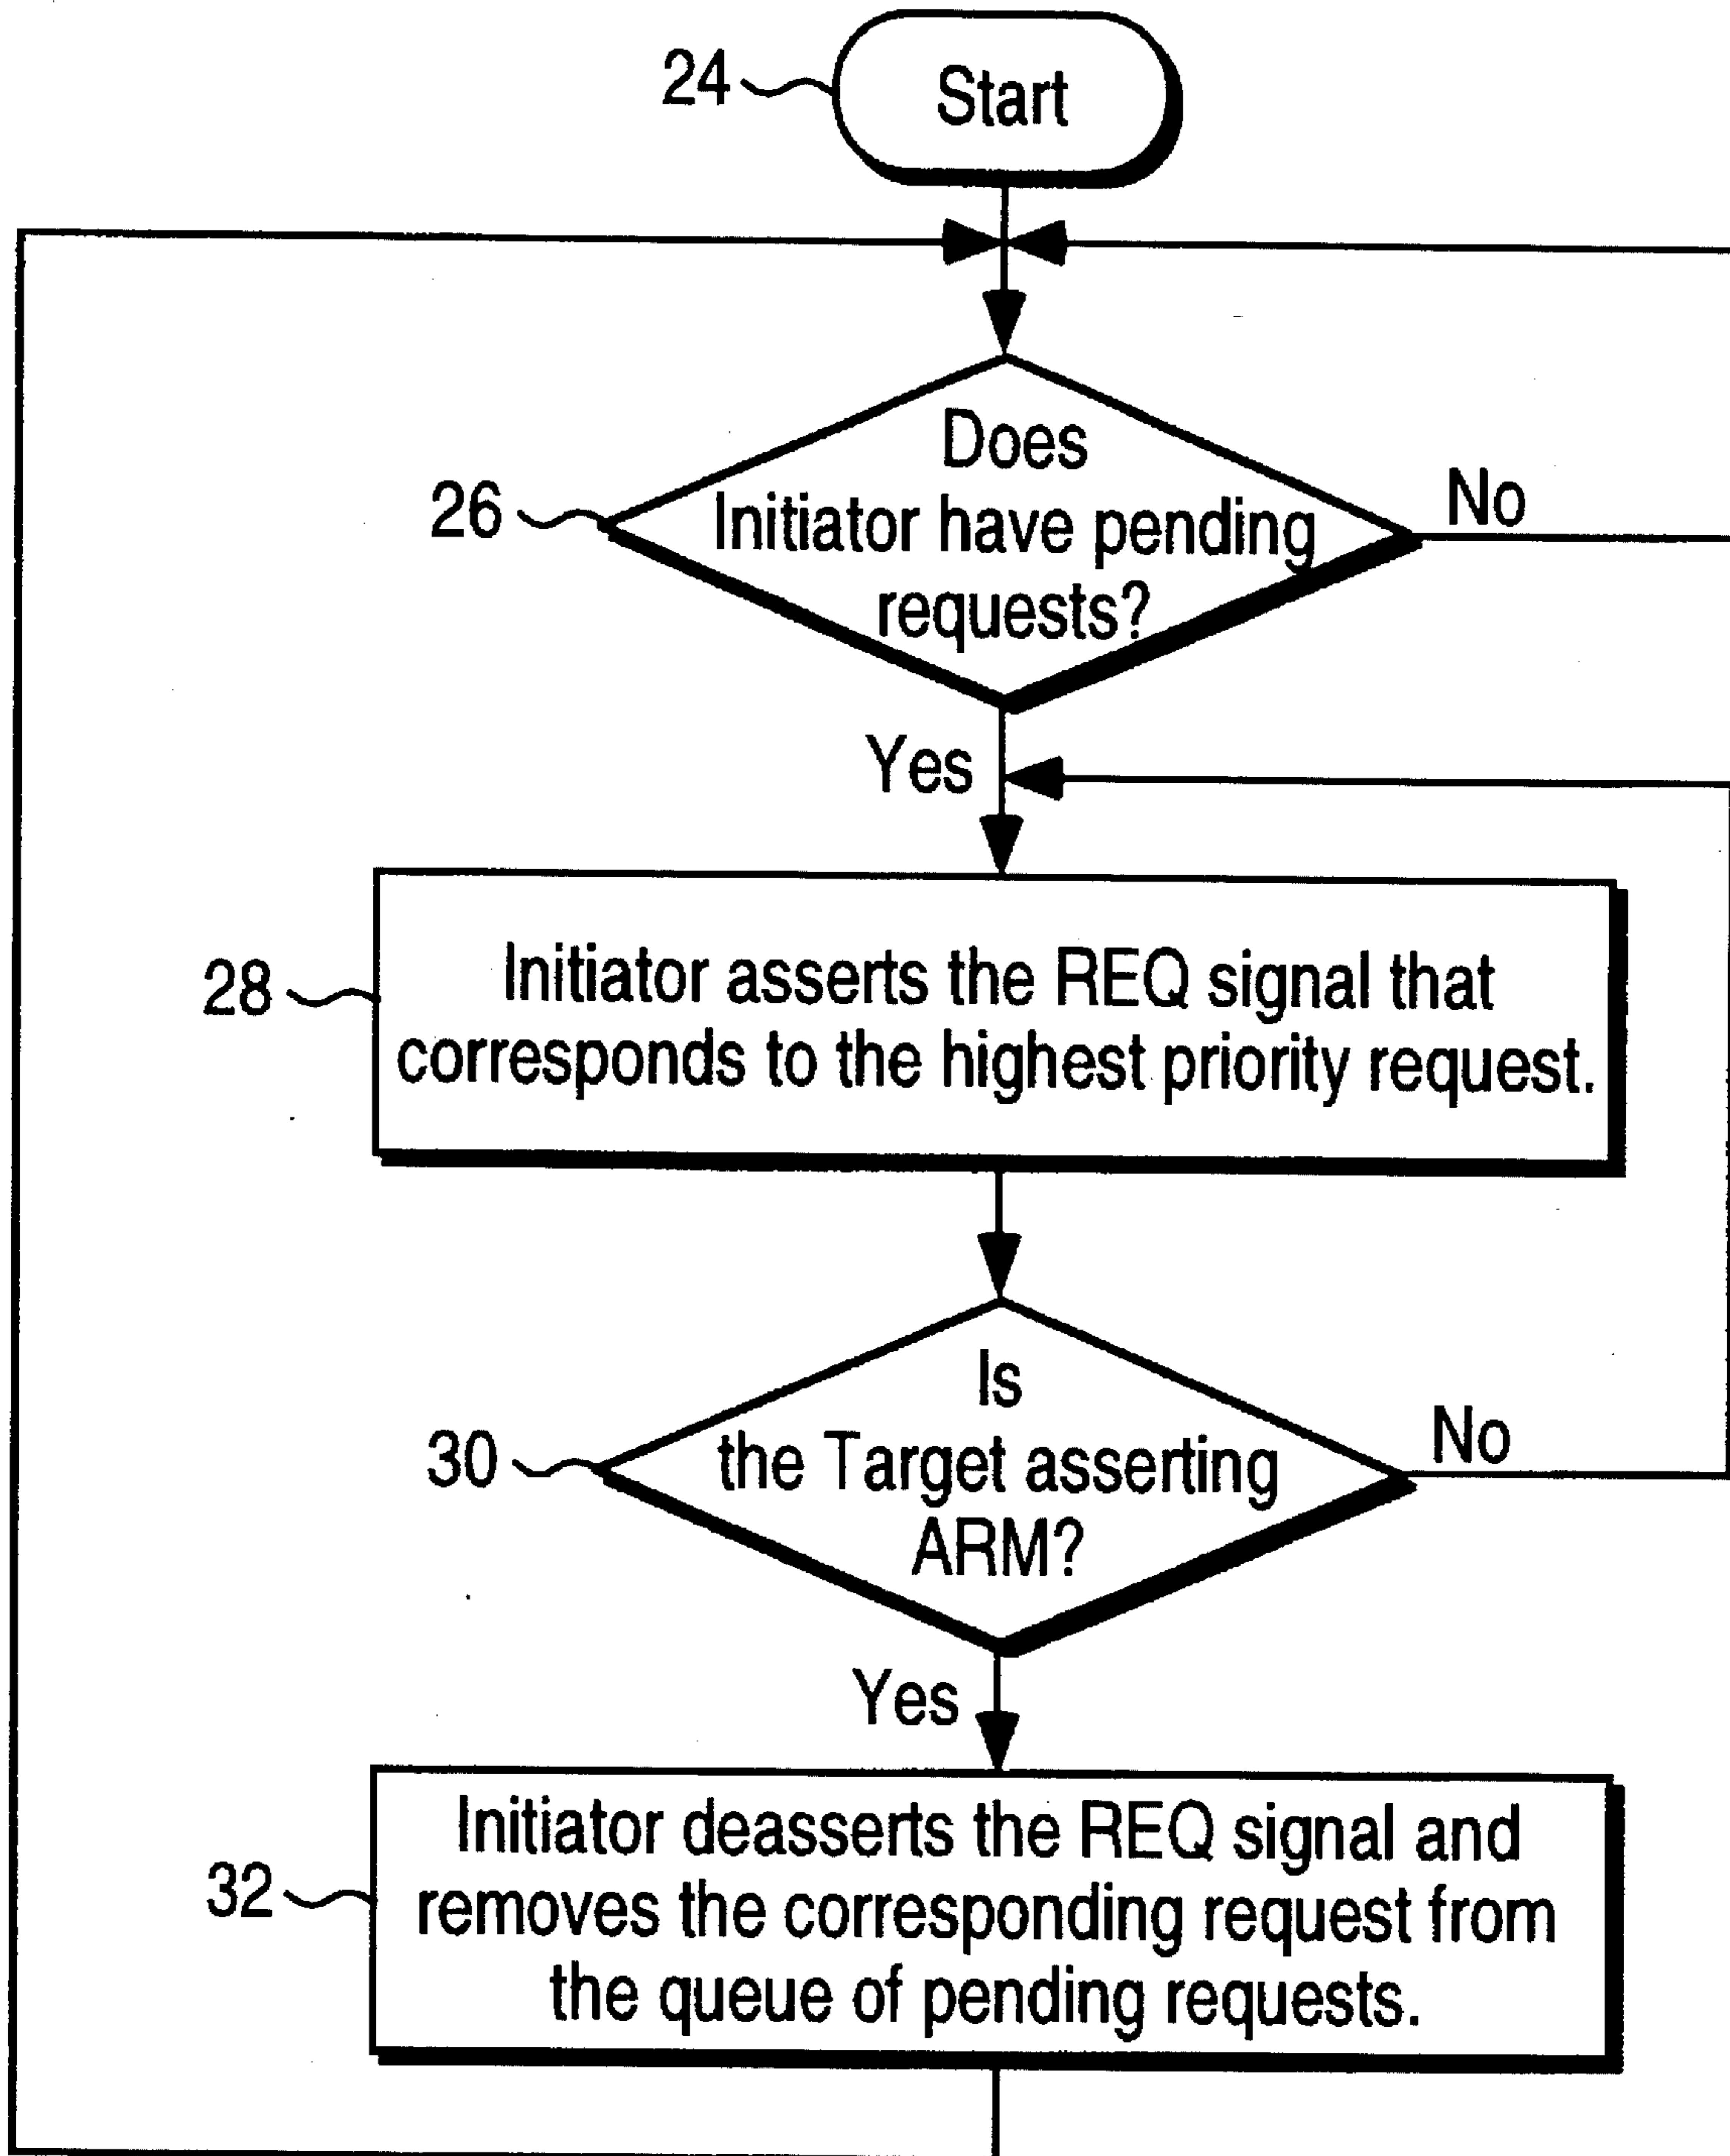 24
Start
26
Does
Initiator have pending
requests?
No
Yes
28
Initiator asserts the REQ signal that
corresponds to the highest priority request.
30
Is
the Target asserting
ARM?
No
Yes
32
Initiator deasserts the REQ signal and
removes the corresponding request from
the queue of pending requests.